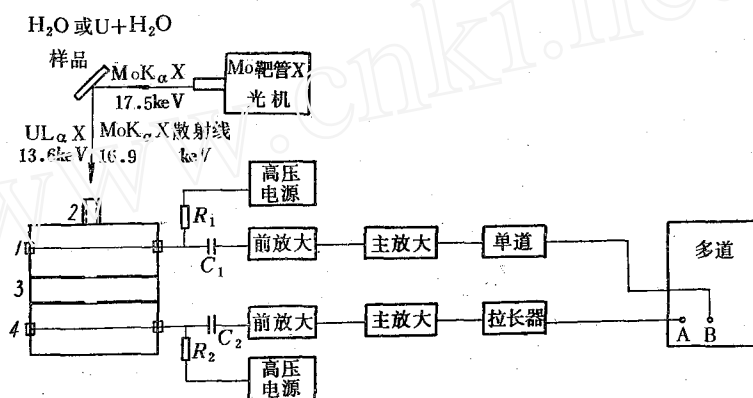 H₂O或U+H₂O
样品
MoKαX
17.5keV
Mo靶管X
光机
ULαX
13.6keV
MoKαX散射线
16.9 keV
高压
电源
2
R₁
1
C₁
前放大
主放大
单道
多道
3
4
C₂
前放大
主放大
拉长器
A B
R₂
高压
电源
www.cnki.net